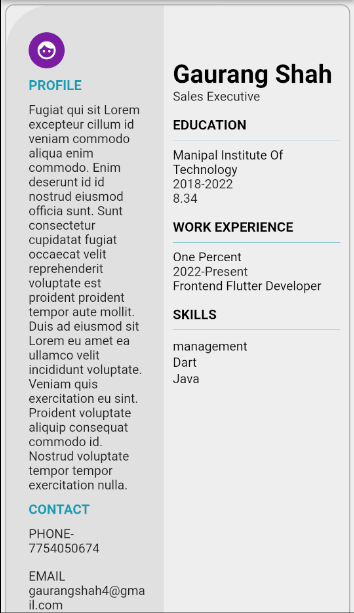 PROFILE
Fugiat qui sit Lorem
excepteur cillum id
veniam commodo
aliqua enim
commodo. Enim
deserunt id id
nostrud eiusmod
officia sunt. Sunt
consectetur
cupidatat fugiat
occaecat velit
reprehenderit
voluptate est
proident proident
tempor aute mollit.
Duis ad eiusmod sit
Lorem eu amet ea
ullamco velit
incididunt voluptate.
Veniam quis
exercitation eu sint.
Proident voluptate
aliquip consequat
commodo id.
Nostrud voluptate
tempor tempor
exercitation nulla.
CONTACT
PHONE-
7754050674
EMAIL
gaurangshah4@gma
il.com
Gaurang Shah
Sales Executive
EDUCATION
Manipal Institute Of
Technology
2018-2022
8.34
WORK EXPERIENCE
One Percent
2022-Present
Frontend Flutter Developer
SKILLS
management
Dart
Java